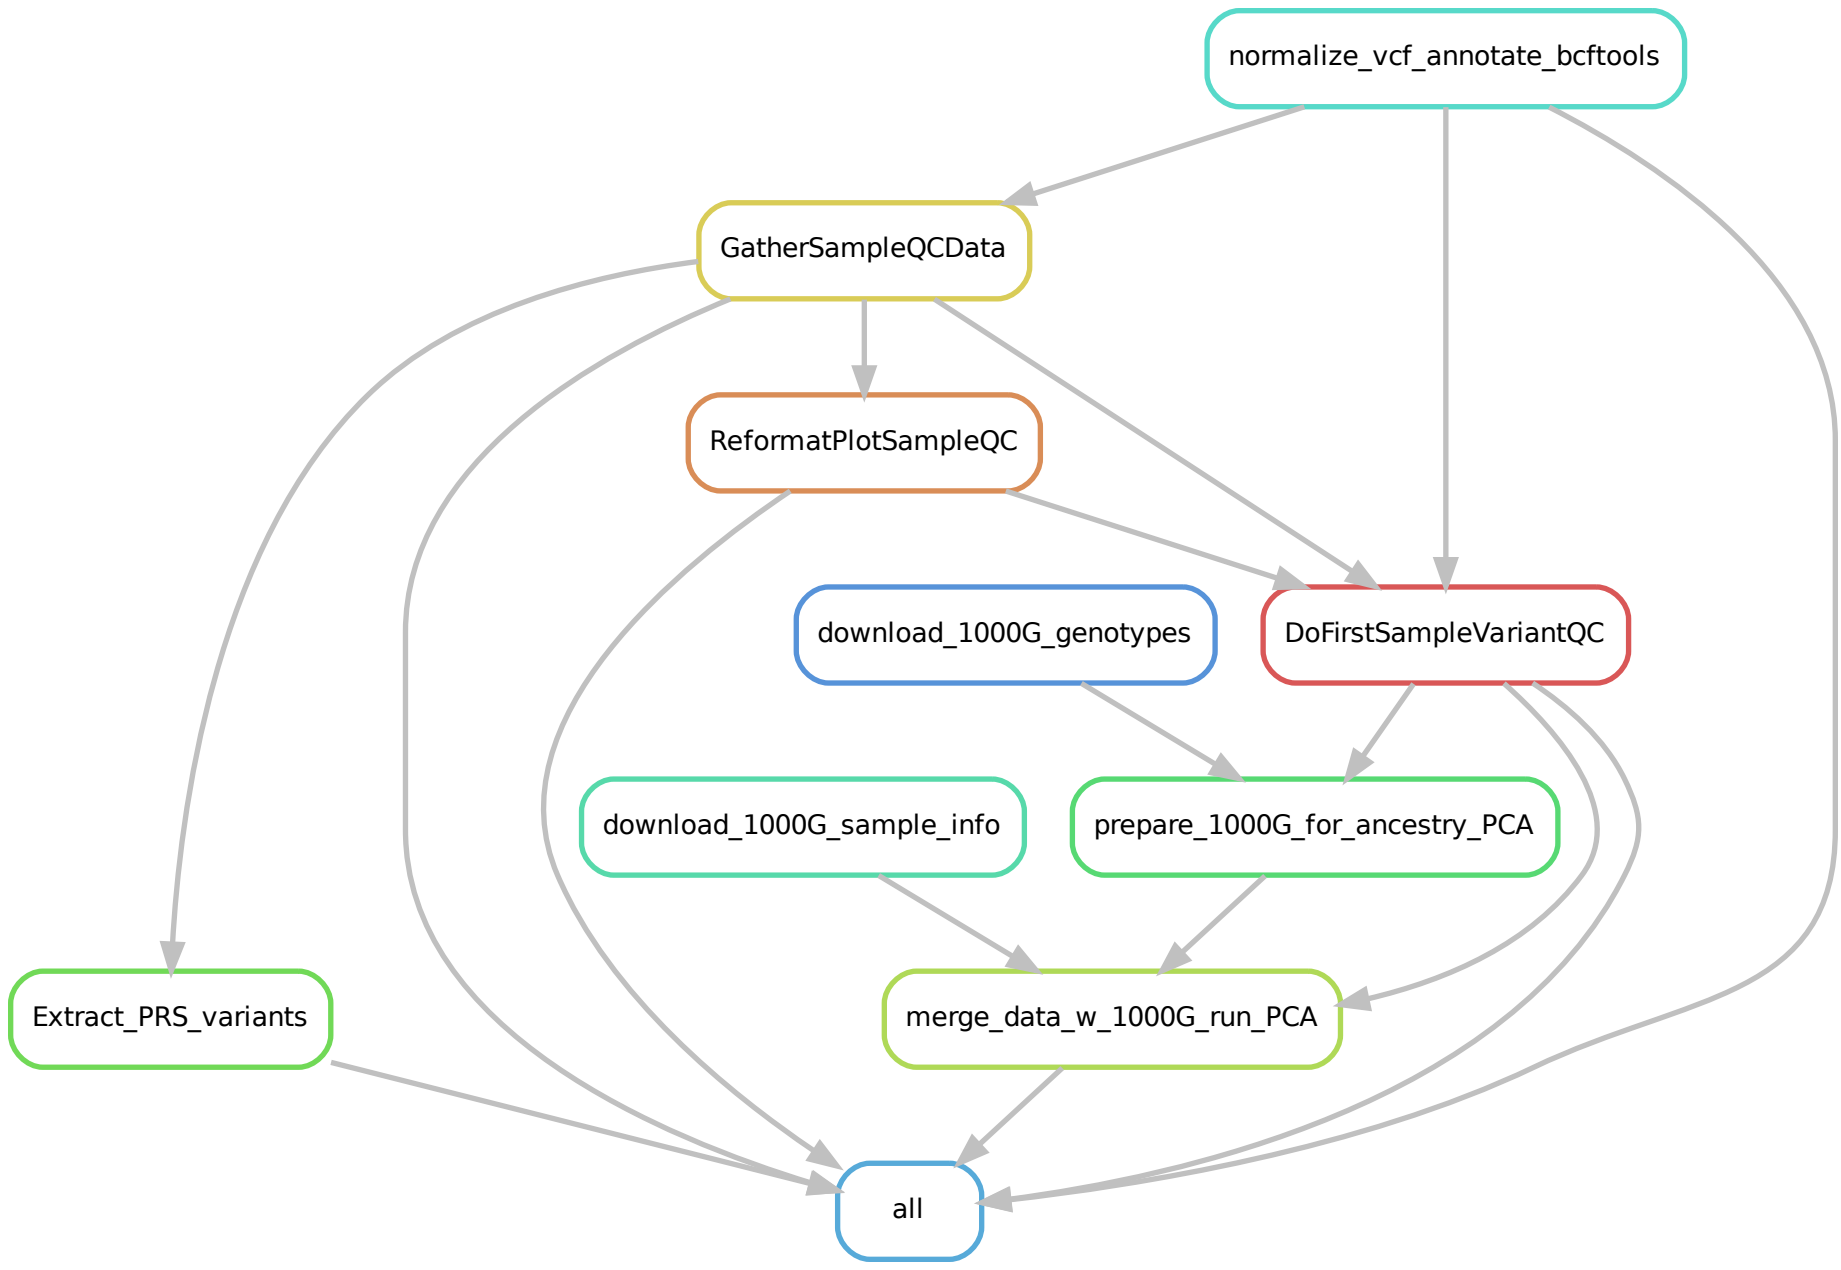 normalize_vcf_annotate_bcftools
GatherSampleQCData
ReformatPlotSampleQC
download_1000G_genotypes
DoFirstSampleVariantQC
download_1000G_sample_info
prepare_1000G_for_ancestry_PCA
Extract_PRS_variants
merge_data_w_1000G_run_PCA
all